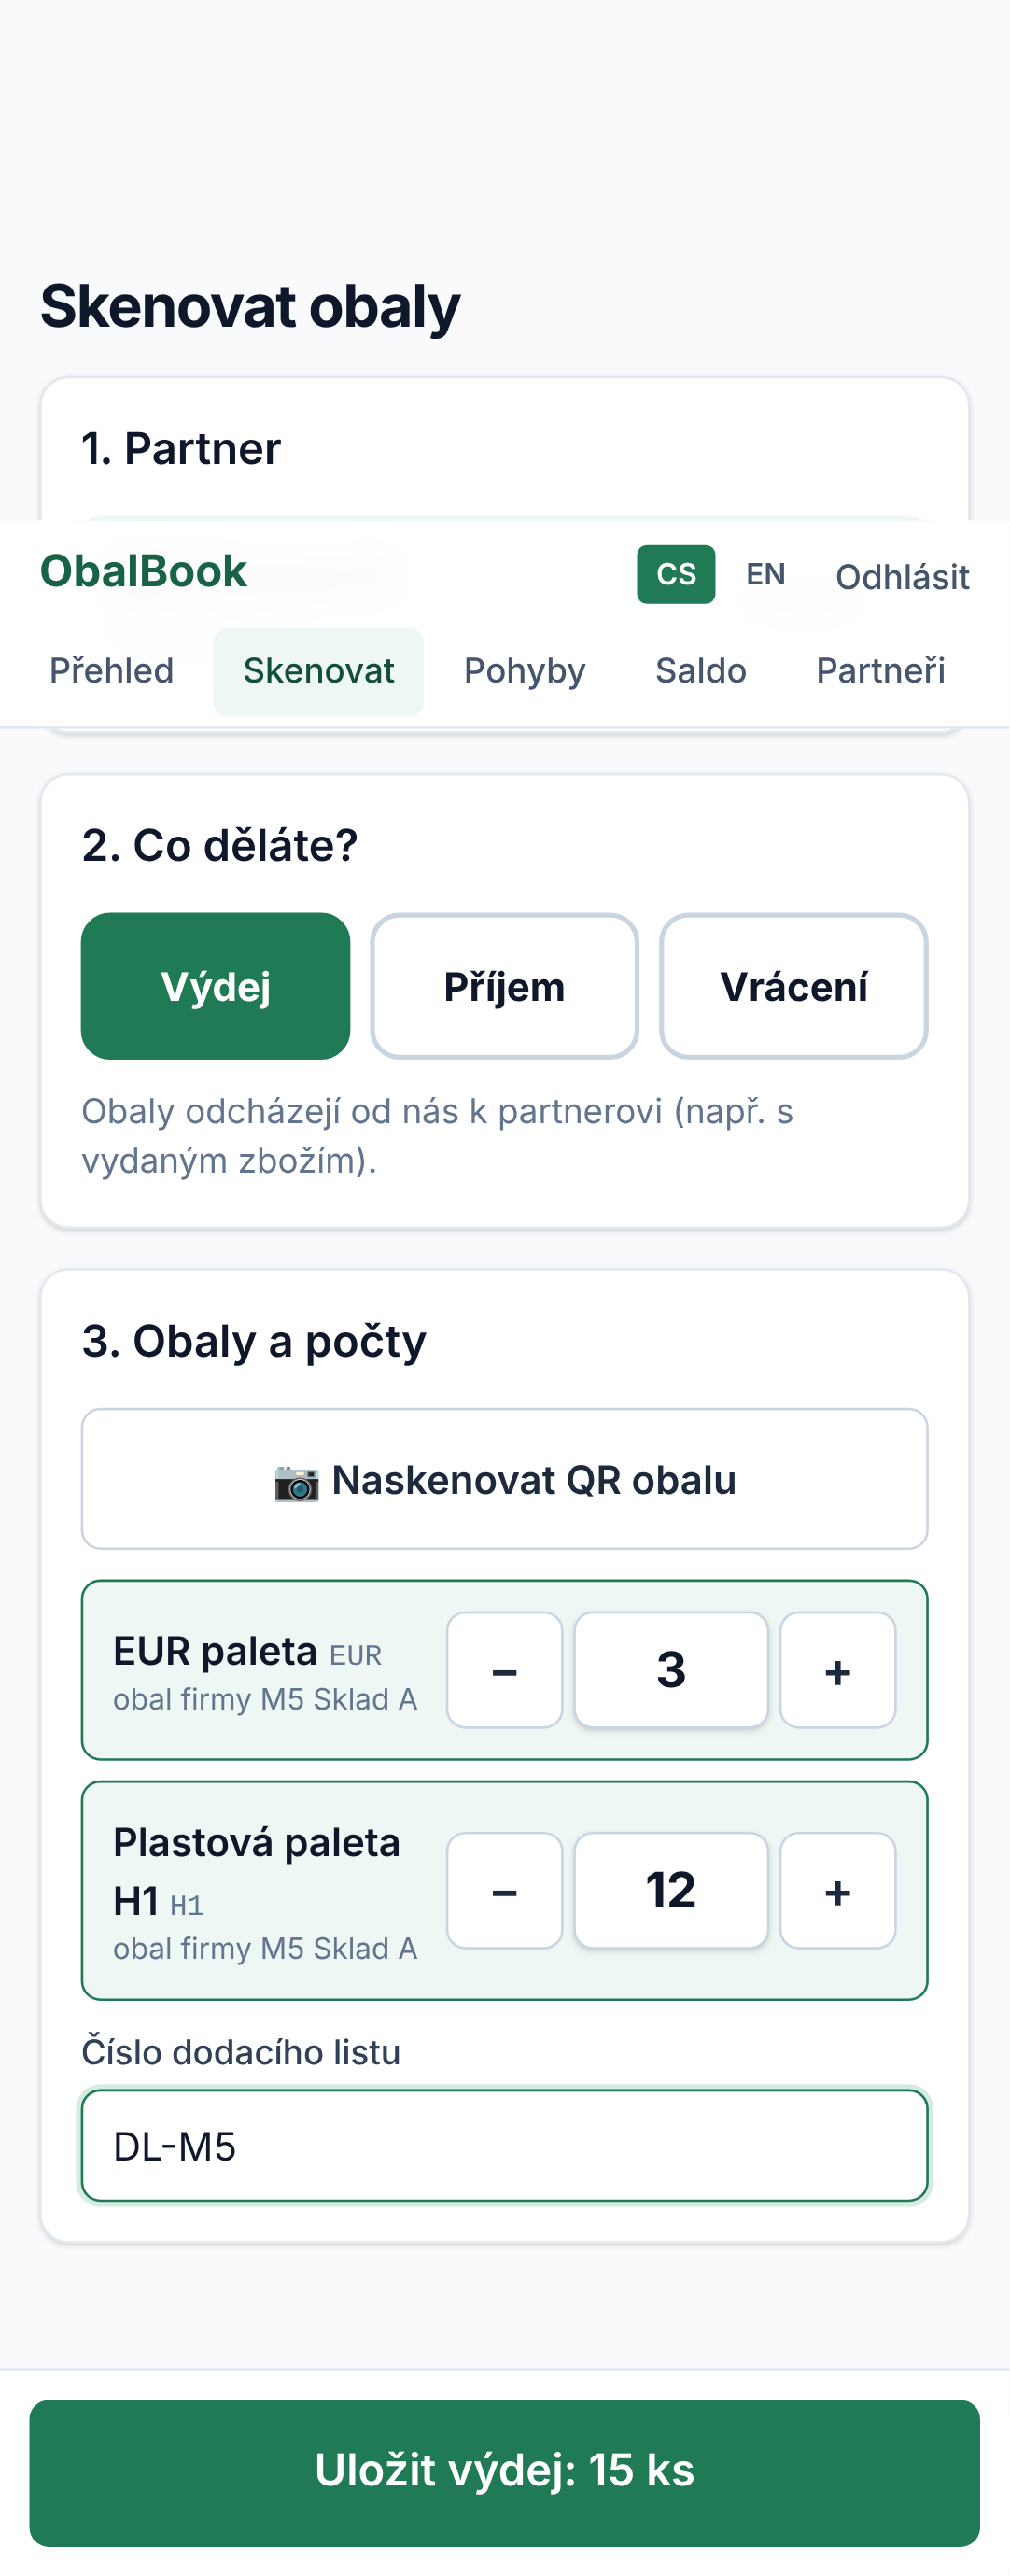 Skenovat obaly
1. Partner
ObalBook
CS EN Odhlásit
Přehled Skenovat Pohyby Saldo Partneři
2. Co děláte?
Výdej Příjem Vrácení
Obaly odcházejí od nás k partnerovi (např. s
vydaným zbožím).
3. Obaly a počty
📷 Naskenovat QR obalu
EUR paleta EUR
obal firmy M5 Sklad A
– 3 +
Plastová paleta
H1 H1
obal firmy M5 Sklad A
– 12 +
Číslo dodacího listu
DL-M5
Uložit výdej: 15 ks